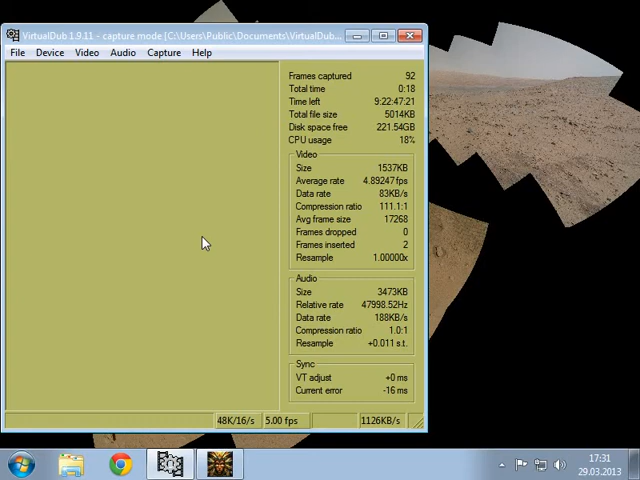 VirtualDub 1.9.11 - capture mode [C:\Users\Public\Documents\VirtualDub...
File Device Video Audio Capture Help
Frames captured 92
Total time 0:18
Time left 9:22:47:21
Total file size 5014KB
Disk space free 221.54GB
CPU usage 18%
Video
Size 1537KB
Average rate 4.89247 fps
Data rate 83KB/s
Compression ratio 111.1:1
Avg frame size 17268
Frames dropped 0
Frames inserted 2
Resample 1.00000x
Audio
Size 3473KB
Relative rate 47998.52Hz
Data rate 188KB/s
Compression ratio 1.0:1
Resample +0.011 s.t.
Sync
VT adjust +0 ms
Current error -16 ms
48K/16/s 5.00 fps 1126KB/s
17:31
29.03.2013